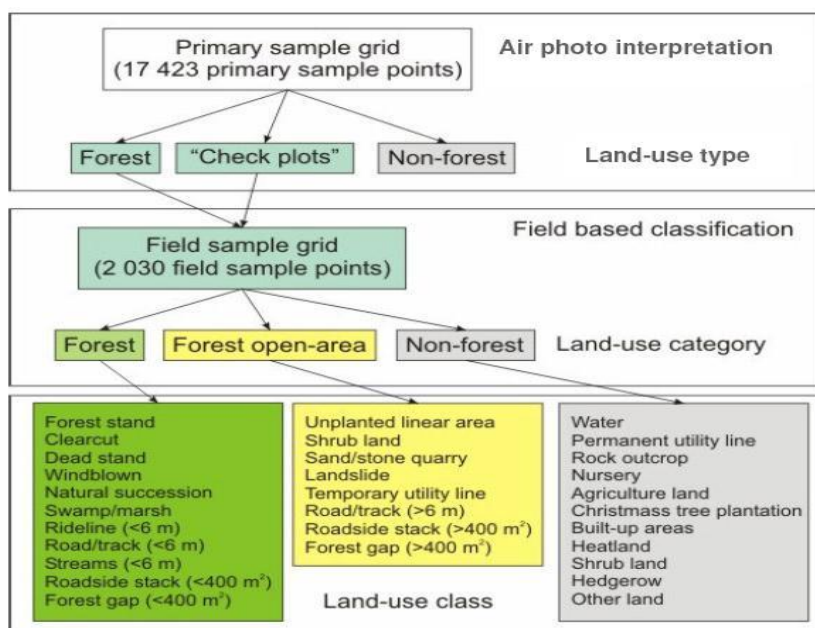 Primary sample grid
(17 423 primary sample points)
Air photo interpretation
Forest
"Check plots"
Non-forest
Land-use type
Field sample grid
(2 030 field sample points)
Field based classification
Forest
Forest open-area
Non-forest
Land-use category
Forest stand
Clearcut
Dead stand
Windblown
Natural succession
Swamp/marsh
Rideline (<6 m)
Road/track (<6 m)
Streams (<6 m)
Roadside stack (<400 m²)
Forest gap (<400 m²)
Unplanted linear area
Shrub land
Sand/stone quarry
Landslide
Temporary utility line
Road/track (>6 m)
Roadside stack (>400 m²)
Forest gap (>400 m²)
Water
Permanent utility line
Rock outcrop
Nursery
Agriculture land
Christmass tree plantation
Built-up areas
Heatland
Shrub land
Hedgerow
Other land
Land-use class